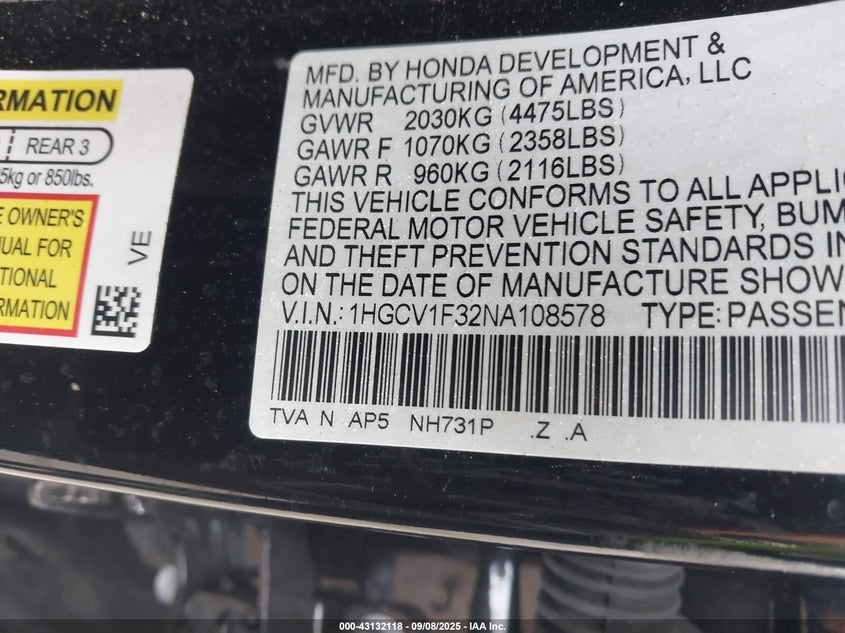 RMATION
REAR 3
5kg or 850lbs.
E OWNER'S
NUAL FOR
ITIONAL
ORMATION
VE
MFD. BY HONDA DEVELOPMENT &
MANUFACTURING OF AMERICA, LLC
GVWR 2030KG (4475LBS)
GAWR F 1070KG (2358LBS)
GAWR R 960KG (2116LBS)
THIS VEHICLE CONFORMS TO ALL APPLIC
FEDERAL MOTOR VEHICLE SAFETY, BUM
AND THEFT PREVENTION STANDARDS IN
ON THE DATE OF MANUFACTURE SHOW
V.I.N.: 1HGCV1F32NA108578 TYPE: PASSEN
TVA N AP5 NH731P .Z .A
000-43132118 - 09/08/2025 - IAA Inc.